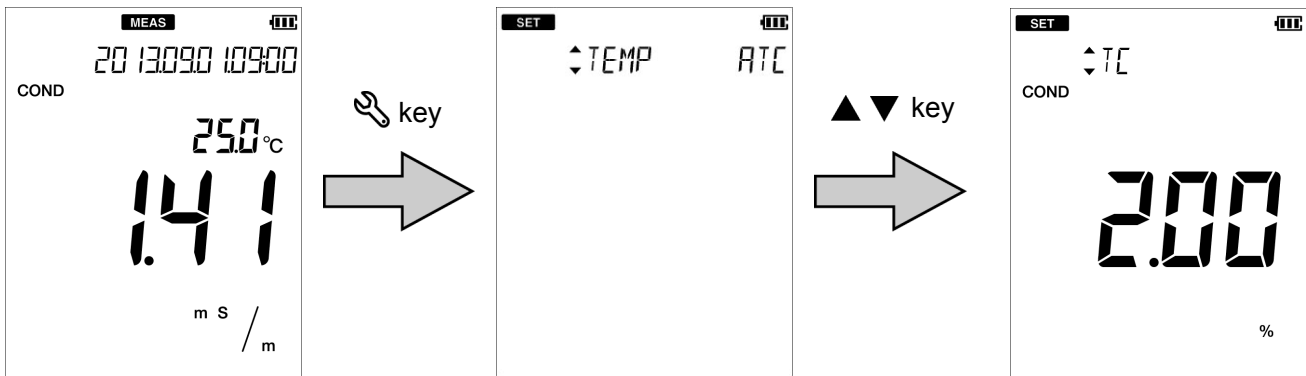 MEAS
2013.09.01.09:00
COND
25.0 °C
1.41
m S / m
key
SET
TEMP ATC
▲ ▼ key
SET
TC
COND
2.00
%